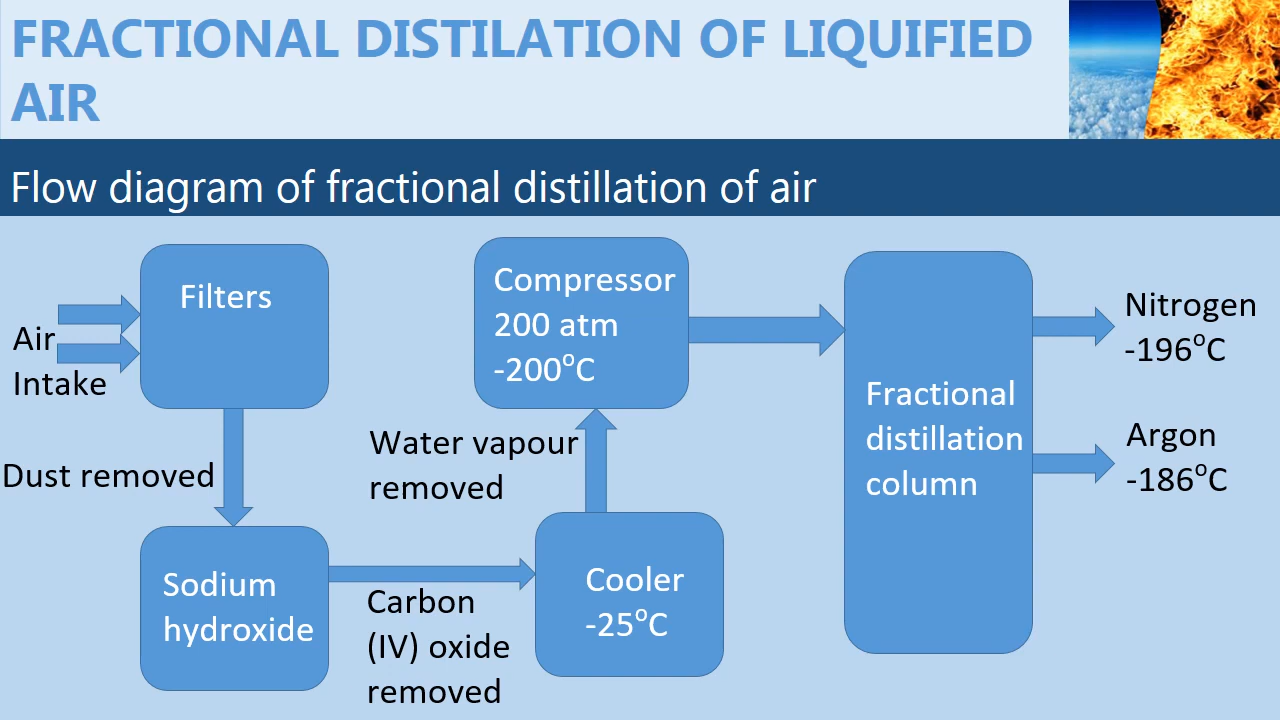 FRACTIONAL DISTILATION OF LIQUIFIED
AIR
Flow diagram of fractional distillation of air
Filters
Air
Intake
Dust removed
Sodium
hydroxide
Carbon
(IV) oxide
removed
Cooler
-25°C
Water vapour
removed
Compressor
200 atm
-200°C
Fractional
distillation
column
Nitrogen
-196°C
Argon
-186°C